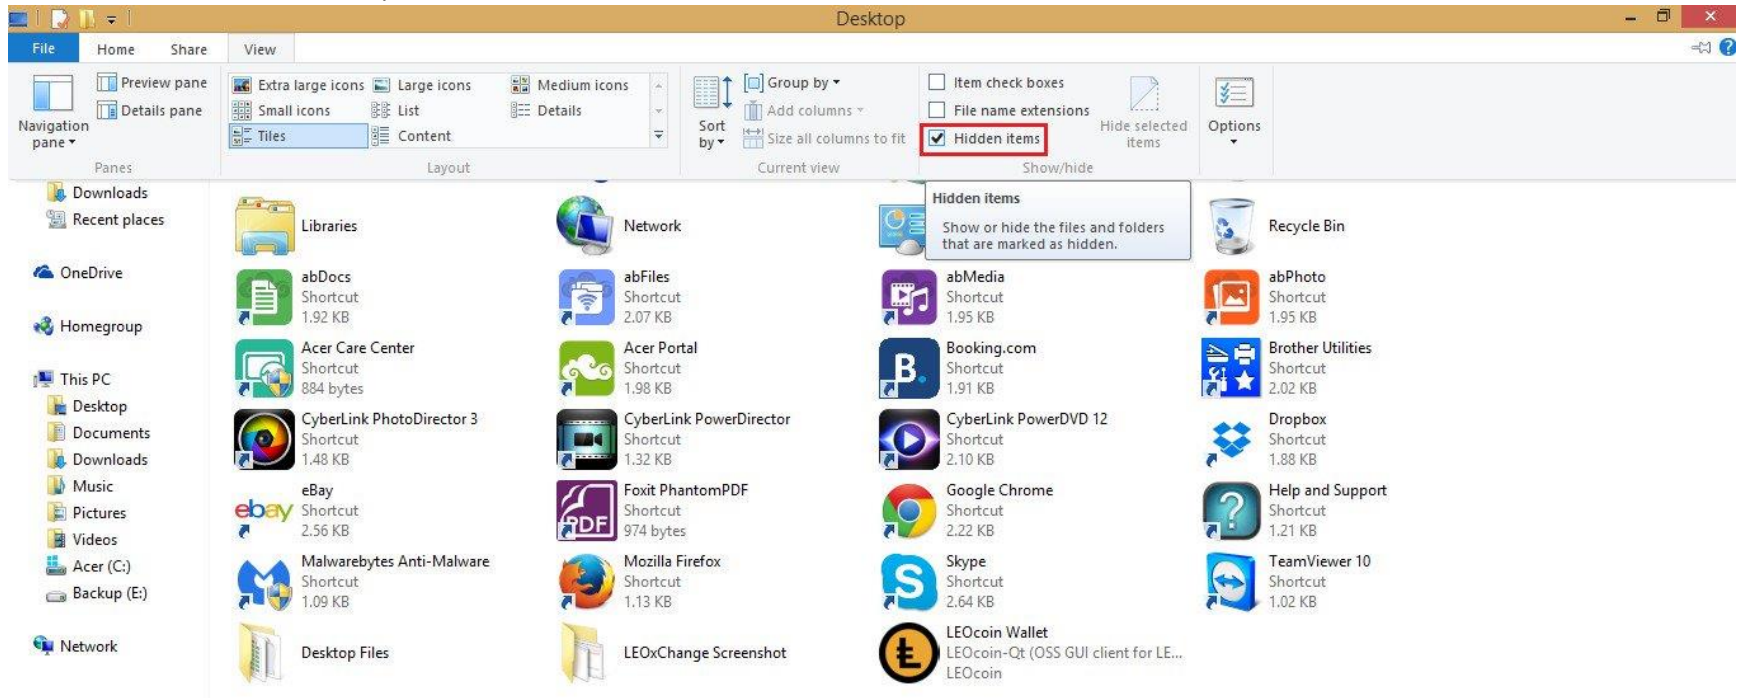 Desktop
File Home Share View
Preview pane
Details pane
Navigation
pane
Panes
Extra large icons Large icons Medium icons
Small icons List Details
Tiles Content
Layout
Sort
by
Group by
Add columns
Size all columns to fit
Current view
Item check boxes
File name extensions
Hidden items
Hide selected
items
Show/hide
Options
Hidden items
Show or hide the files and folders
that are marked as hidden.
Downloads
Recent places
OneDrive
Homegroup
This PC
Desktop
Documents
Downloads
Music
Pictures
Videos
Acer (C:)
Backup (E:)
Network
Libraries
Network
Recycle Bin
abDocs
Shortcut
1.92 KB
abFiles
Shortcut
2.07 KB
abMedia
Shortcut
1.95 KB
abPhoto
Shortcut
1.95 KB
Acer Care Center
Shortcut
884 bytes
Acer Portal
Shortcut
1.98 KB
B.
Booking.com
Shortcut
1.91 KB
Brother Utilities
Shortcut
2.02 KB
CyberLink PhotoDirector 3
Shortcut
1.48 KB
CyberLink PowerDirector
Shortcut
1.32 KB
CyberLink PowerDVD 12
Shortcut
2.10 KB
Dropbox
Shortcut
1.88 KB
ebay
eBay
Shortcut
2.56 KB
PDF
Foxit PhantomPDF
Shortcut
974 bytes
Google Chrome
Shortcut
2.22 KB
?
Help and Support
Shortcut
1.21 KB
Malwarebytes Anti-Malware
Shortcut
1.09 KB
Mozilla Firefox
Shortcut
1.13 KB
S
Skype
Shortcut
2.64 KB
TeamViewer 10
Shortcut
1.02 KB
Desktop Files
LEOxChange Screenshot
LEOcoin Wallet
LEOcoin-Qt (OSS GUI client for LE...
LEOcoin